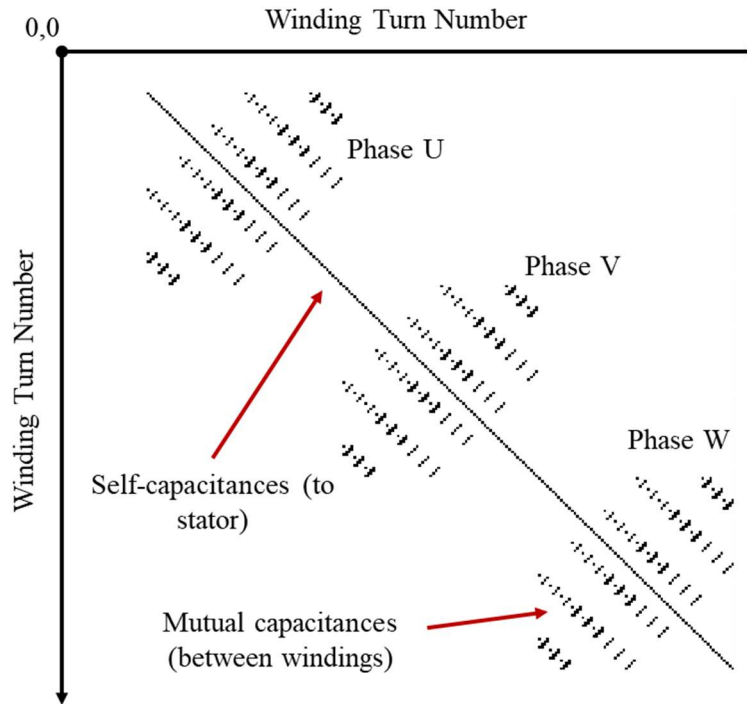 Winding Turn Number
0,0
Phase U
Phase V
Winding Turn Number
Phase W
Self-capacitances (to
stator)
Mutual capacitances
(between windings)